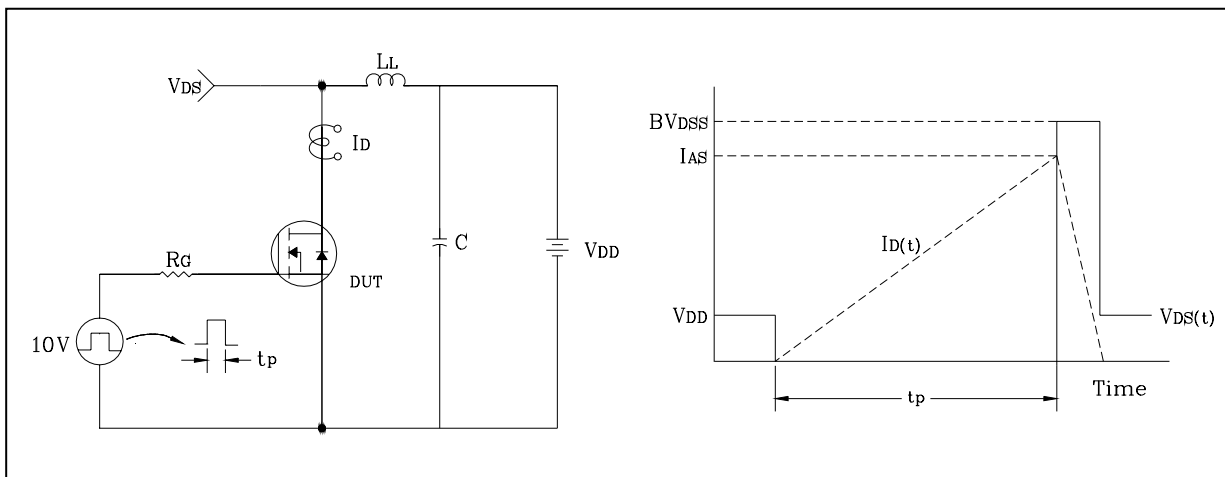 LL
VDS
ID
RG
DUT
C
VDD
10V
tp
BVDSS
IAS
ID(t)
VDD
VDS(t)
tp
Time